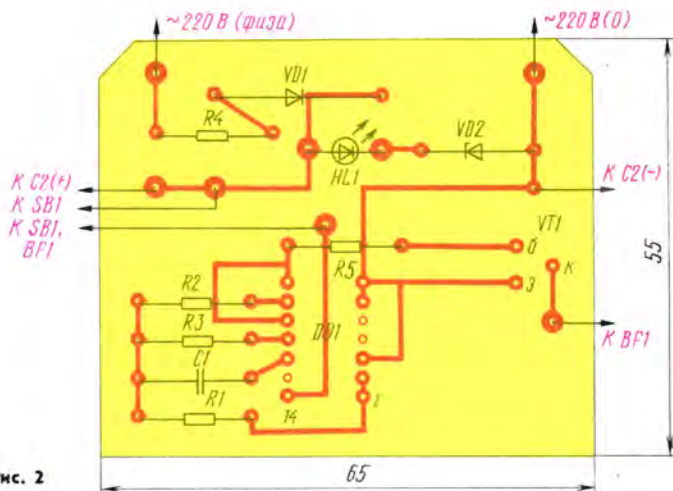 ~220 В (физа)
~220 В (0)
VD1
R4
VD2
HL1
К С2(+)
К SB1
К SB1,
BF1
К С2(-)
VT1
R5
б
К
Э
R2
R3
DD1
C1
R1
14
1
К BF1
55
65
ис. 2